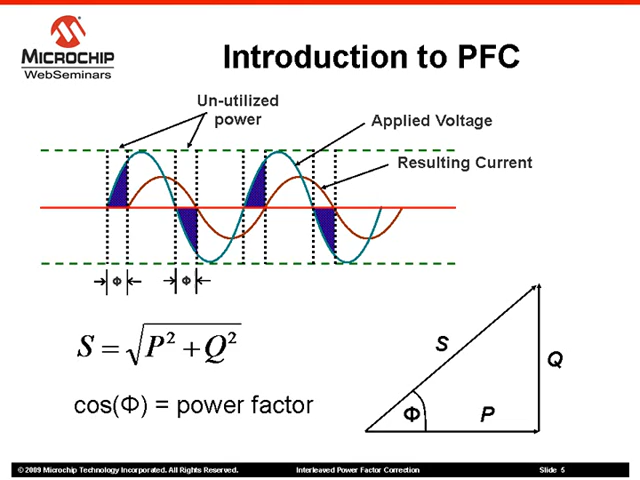 MICROCHIP
WebSeminars
Introduction to PFC
Un-utilized
power
Applied Voltage
Resulting Current
Φ
Φ
S = √P² + Q²
cos(Φ) = power factor
S
Q
Φ
P
© 2009 Microchip Technology Incorporated. All Rights Reserved.
Interleaved Power Factor Correction
Slide 5